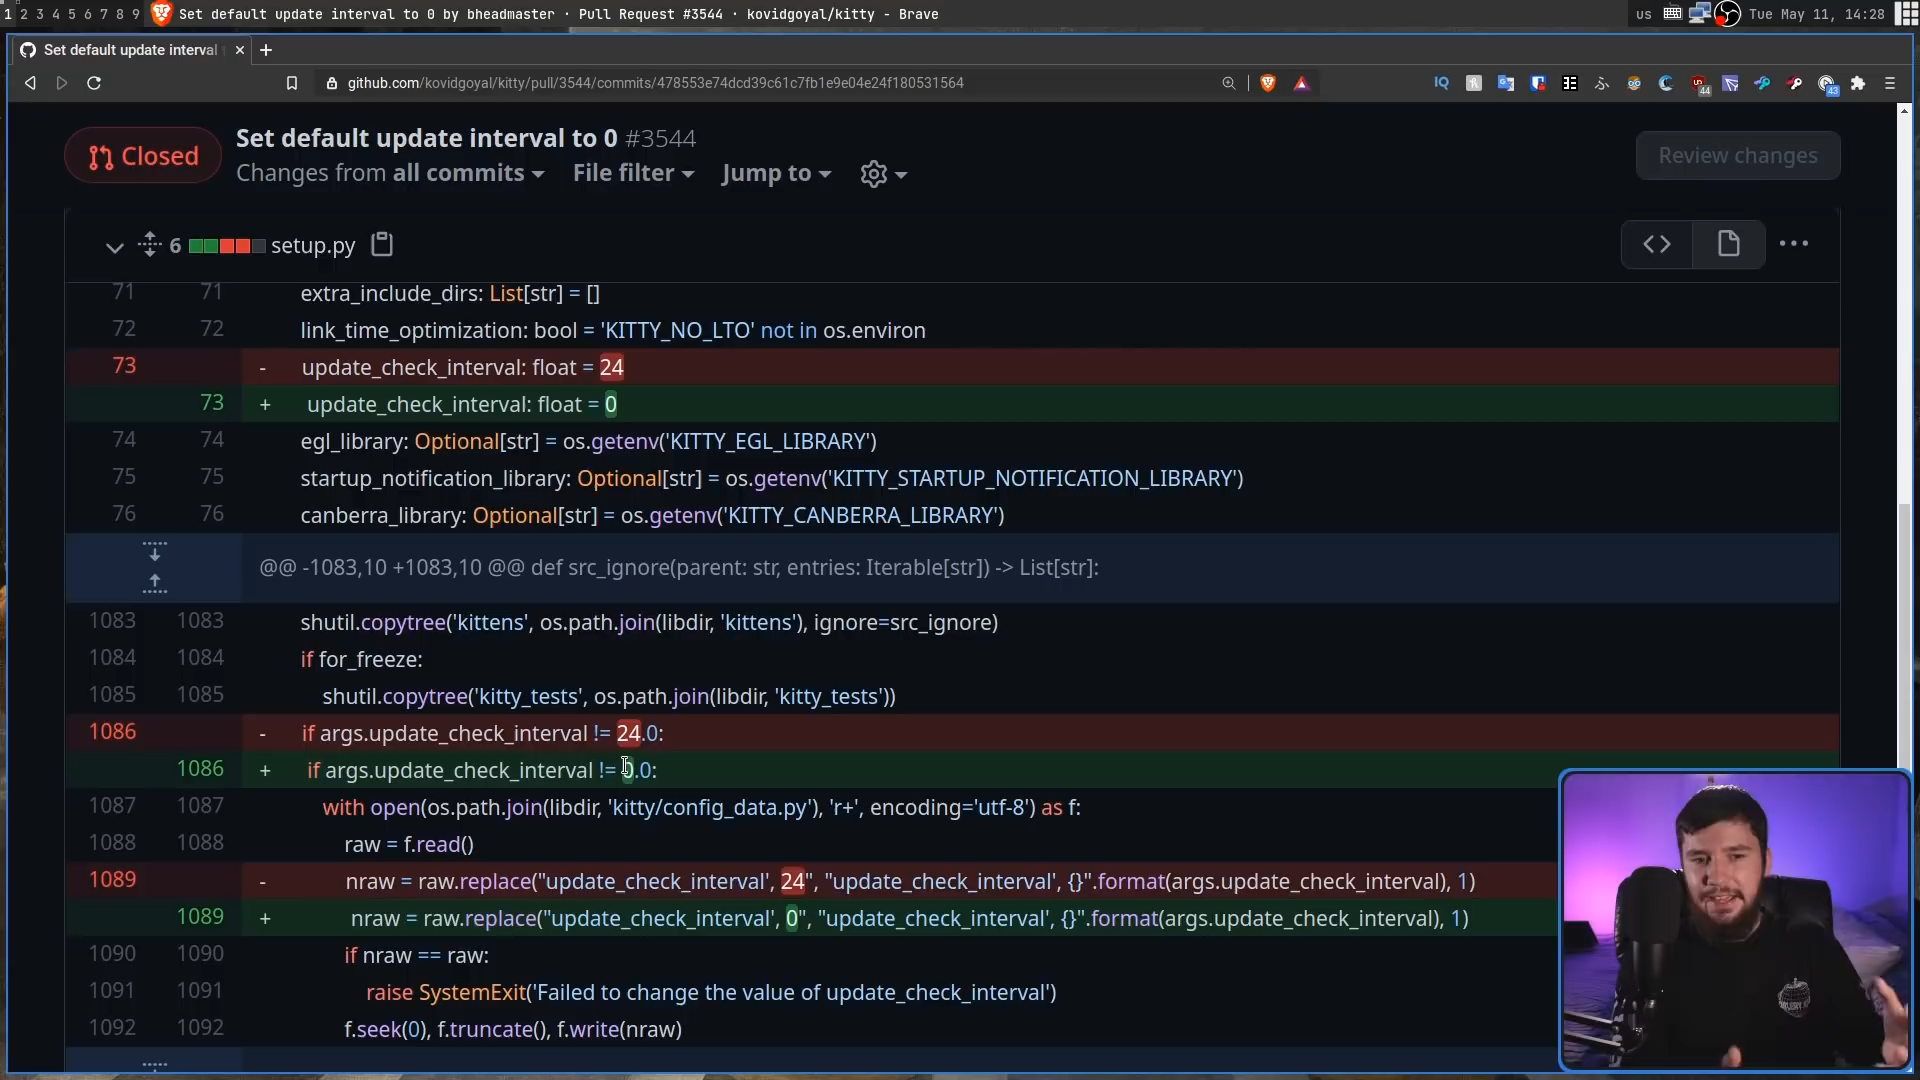 1 2 3 4 5 6 7 8 9 Set default update interval to 0 by bheadmaster · Pull Request #3544 · kovidgoyal/kitty - Brave us Tue May 11, 14:28
Set default update interval
github.com/kovidgoyal/kitty/pull/3544/commits/478553e74dcd39c61c7fb1e9e04e24f180531564 IQ 44 43
Closed
Set default update interval to 0 #3544
Changes from all commits File filter Jump to
Review changes
6 setup.py
71 71 extra_include_dirs: List[str] = []
72 72 link_time_optimization: bool = 'KITTY_NO_LTO' not in os.environ
73 - update_check_interval: float = 24
73 + update_check_interval: float = 0
74 74 egl_library: Optional[str] = os.getenv('KITTY_EGL_LIBRARY')
75 75 startup_notification_library: Optional[str] = os.getenv('KITTY_STARTUP_NOTIFICATION_LIBRARY')
76 76 canberra_library: Optional[str] = os.getenv('KITTY_CANBERRA_LIBRARY')
@@ -1083,10 +1083,10 @@ def src_ignore(parent: str, entries: Iterable[str]) -> List[str]:
1083 1083 shutil.copytree('kittens', os.path.join(libdir, 'kittens'), ignore=src_ignore)
1084 1084 if for_freeze:
1085 1085 shutil.copytree('kitty_tests', os.path.join(libdir, 'kitty_tests'))
1086 - if args.update_check_interval != 24.0:
1086 + if args.update_check_interval != 0.0:
1087 1087 with open(os.path.join(libdir, 'kitty/config_data.py'), 'r+', encoding='utf-8') as f:
1088 1088 raw = f.read()
1089 - nraw = raw.replace("update_check_interval', 24", "update_check_interval', {}".format(args.update_check_interval), 1)
1089 + nraw = raw.replace("update_check_interval', 0", "update_check_interval', {}".format(args.update_check_interval), 1)
1090 1090 if nraw == raw:
1091 1091 raise SystemExit('Failed to change the value of update_check_interval')
1092 1092 f.seek(0), f.truncate(), f.write(nraw)